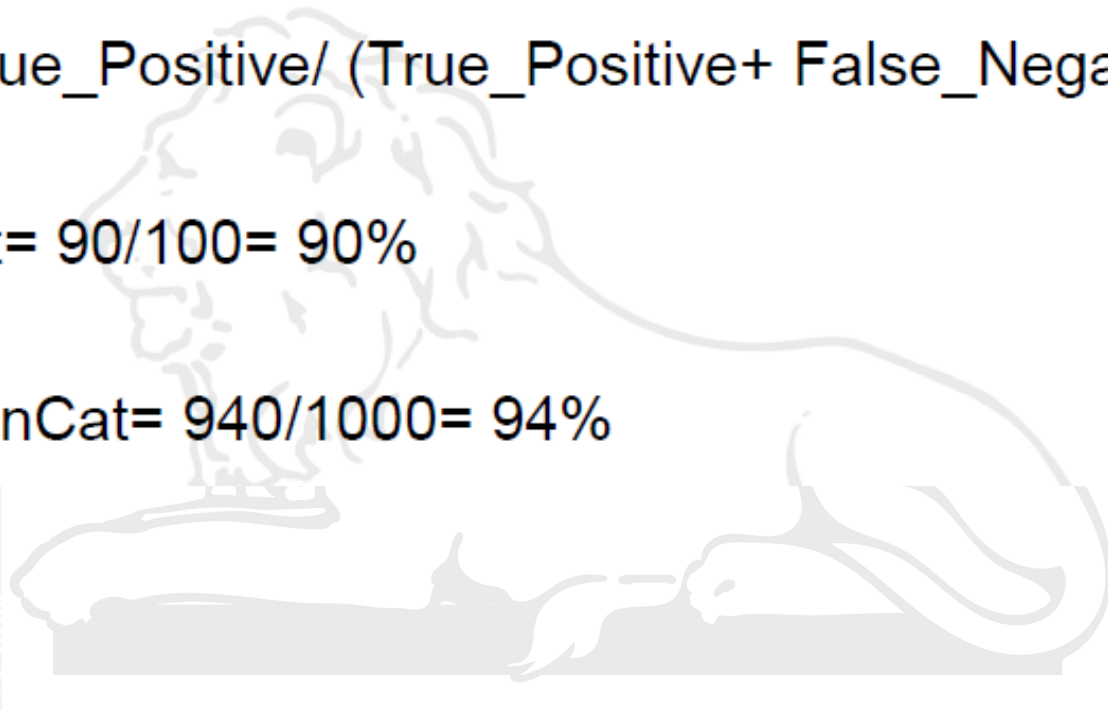 ue_Positive/ (True_Positive+ False_Nega
= 90/100= 90%
nCat= 940/1000= 94%